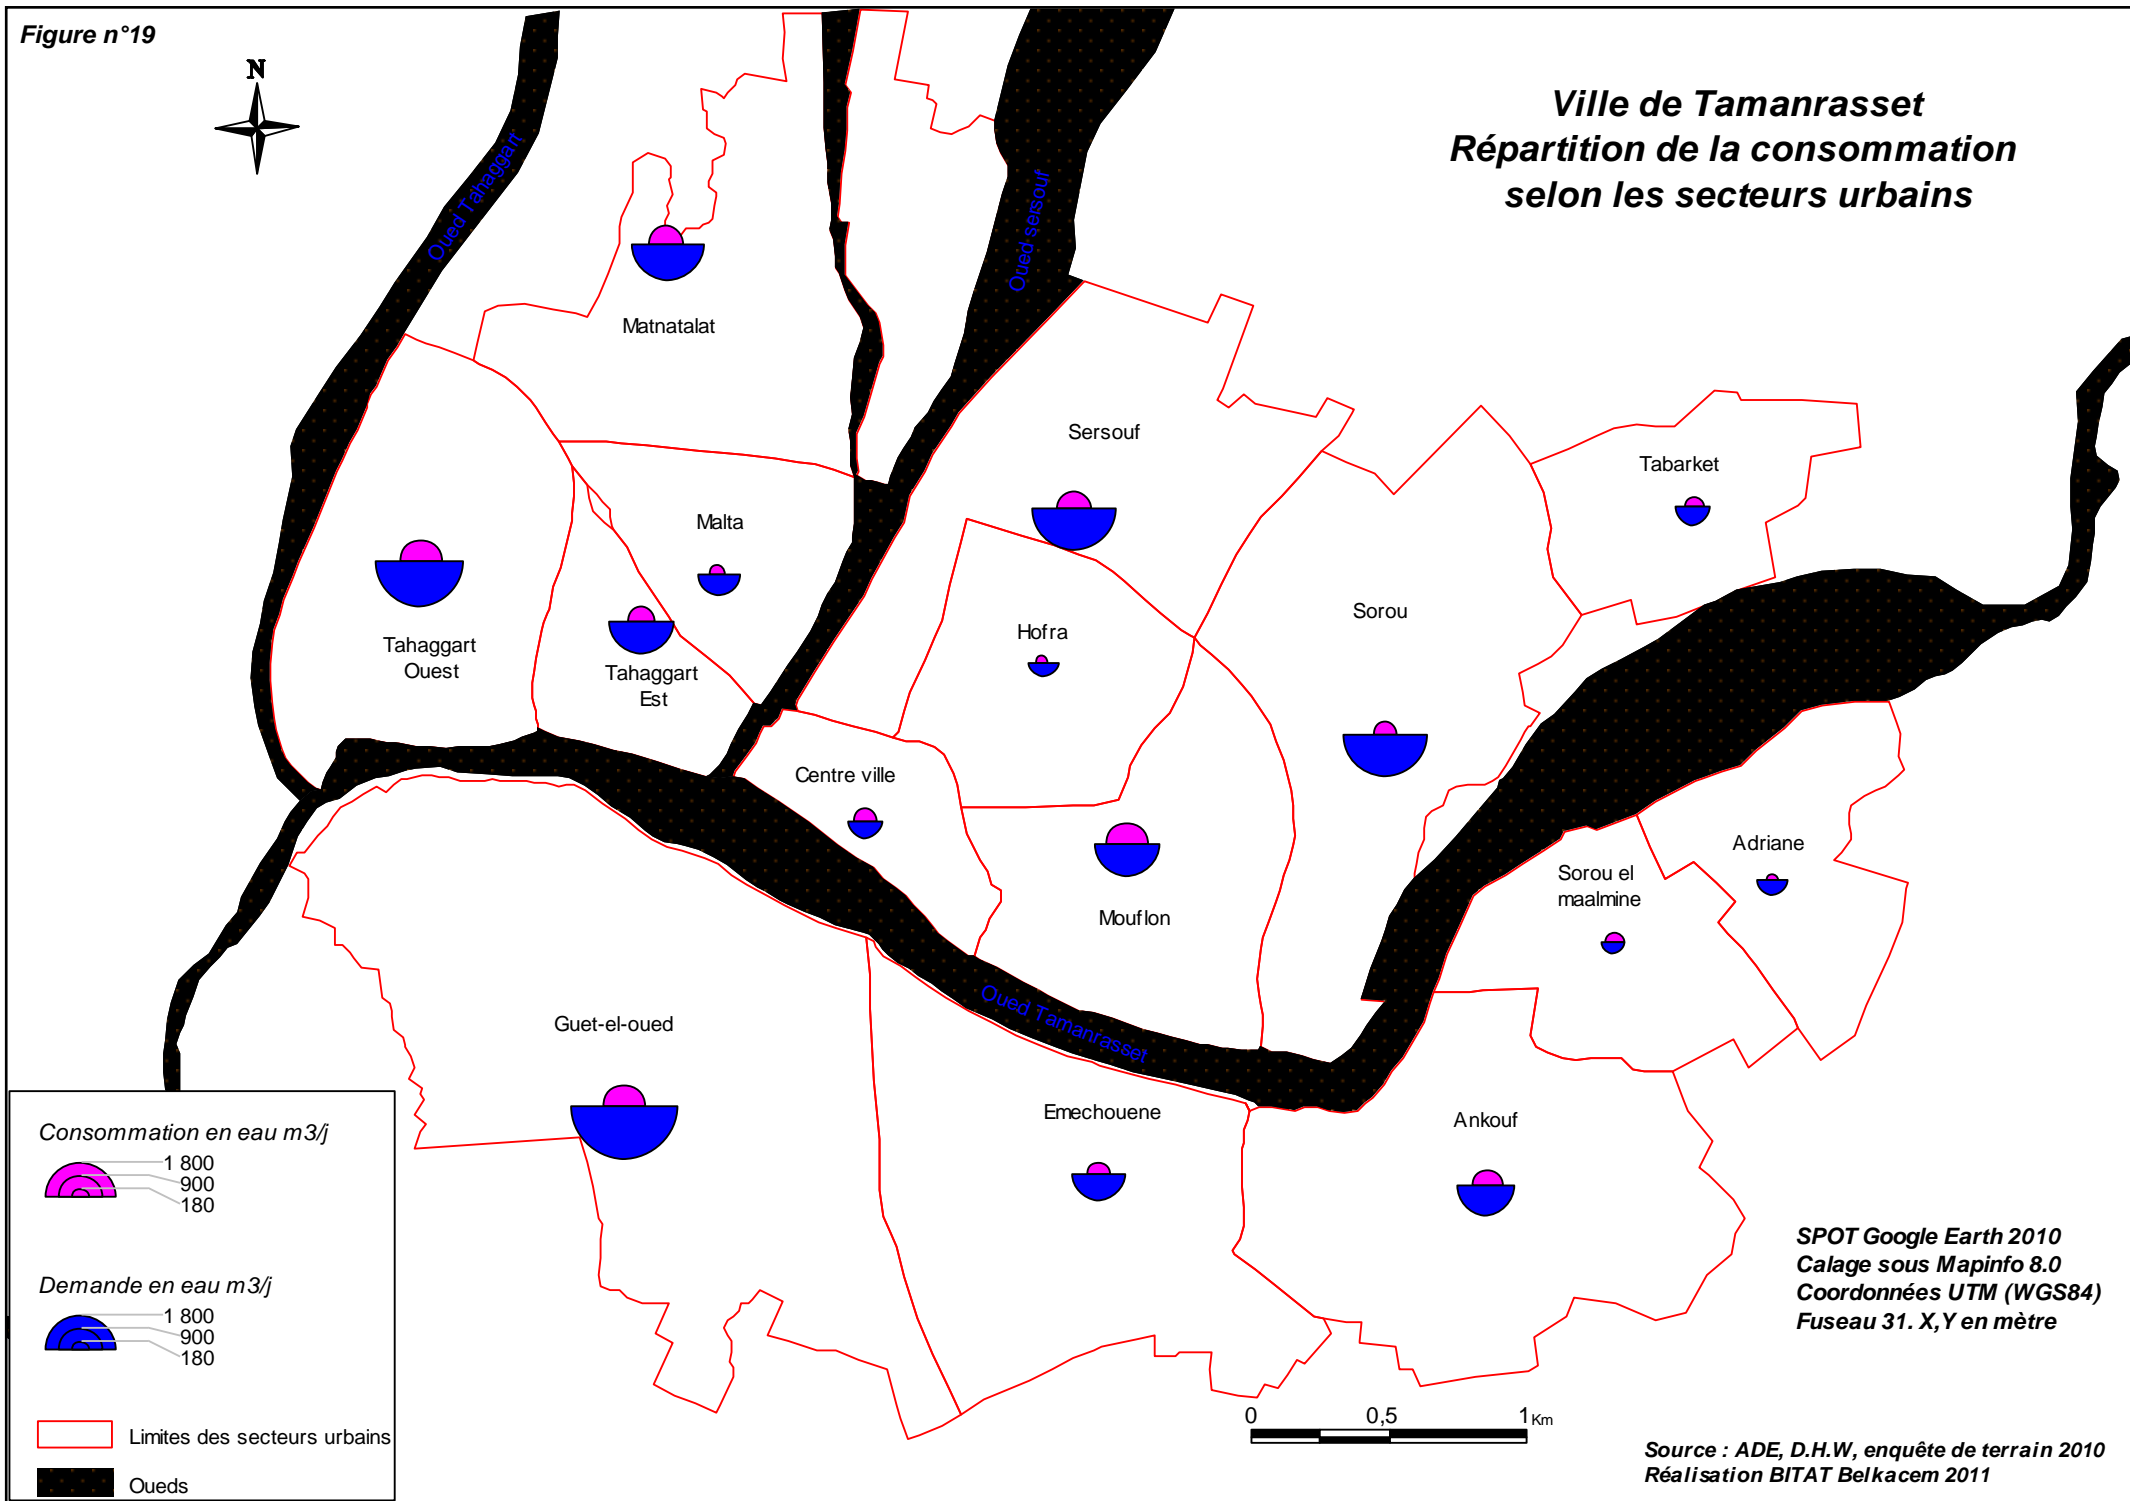 Figure n°19
N
Ville de Tamanrasset
Répartition de la consommation
selon les secteurs urbains
Oued Tahaggart
Oued sersouf
Matnatalat
Sersouf
Tabarket
Malta
Tahaggart
Ouest
Tahaggart
Est
Hofra
Sorou
Centre ville
Mouflon
Sorou el
maalmine
Adriane
Oued Tamanrasset
Guet-el-oued
Emechouene
Ankouf
Consommation en eau m3/j
1 800
900
180
Demande en eau m3/j
1 800
900
180
Limites des secteurs urbains
Oueds
SPOT Google Earth 2010
Calage sous Mapinfo 8.0
Coordonnées UTM (WGS84)
Fuseau 31. X,Y en mètre
0 0,5 1 Km
Source : ADE, D.H.W, enquête de terrain 2010
Réalisation BITAT Belkacem 2011